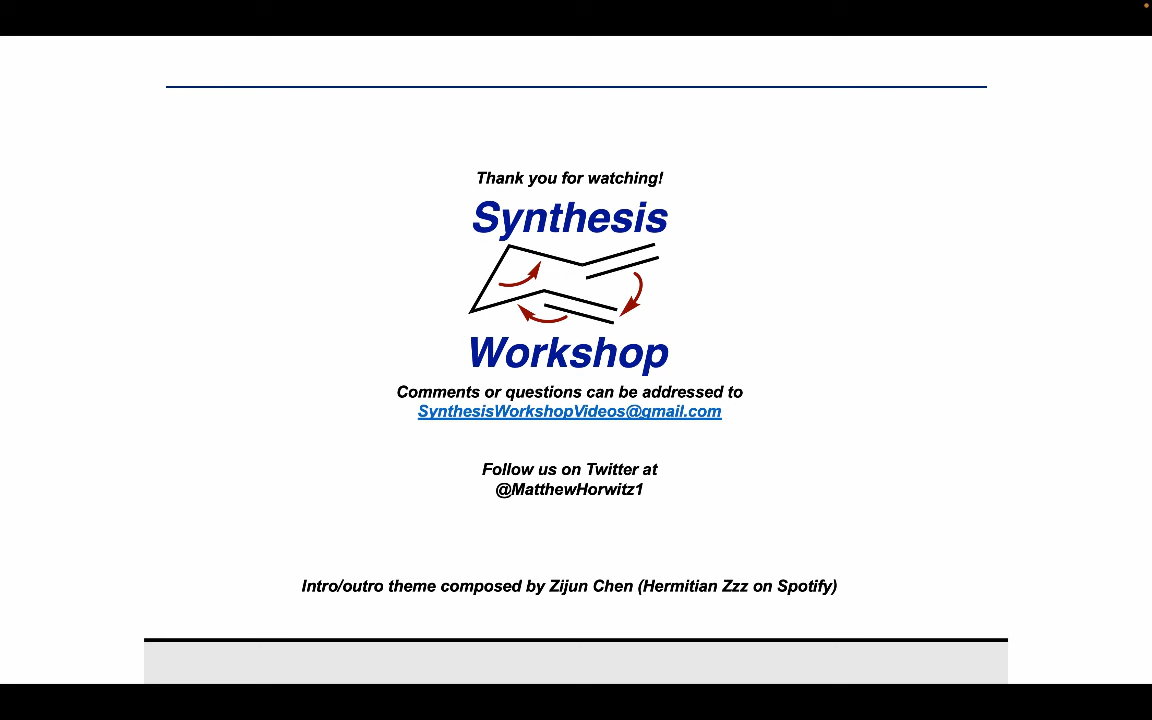 Thank you for watching!
Synthesis
Workshop
Comments or questions can be addressed to
SynthesisWorkshopVideos@gmail.com
Follow us on Twitter at
@MatthewHorwitz1
Intro/outro theme composed by Zijun Chen (Hermitian Zzz on Spotify)